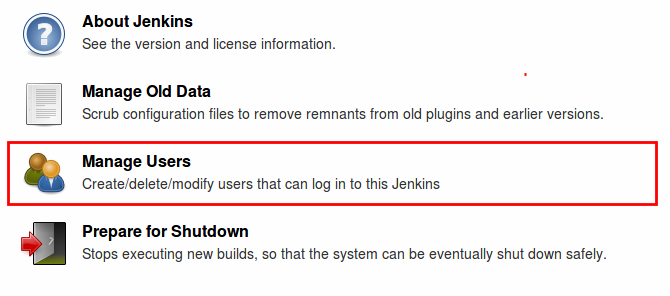 About Jenkins
See the version and license information.
Manage Old Data
Scrub configuration files to remove remnants from old plugins and earlier versions.
Manage Users
Create/delete/modify users that can log in to this Jenkins
Prepare for Shutdown
Stops executing new builds, so that the system can be eventually shut down safely.